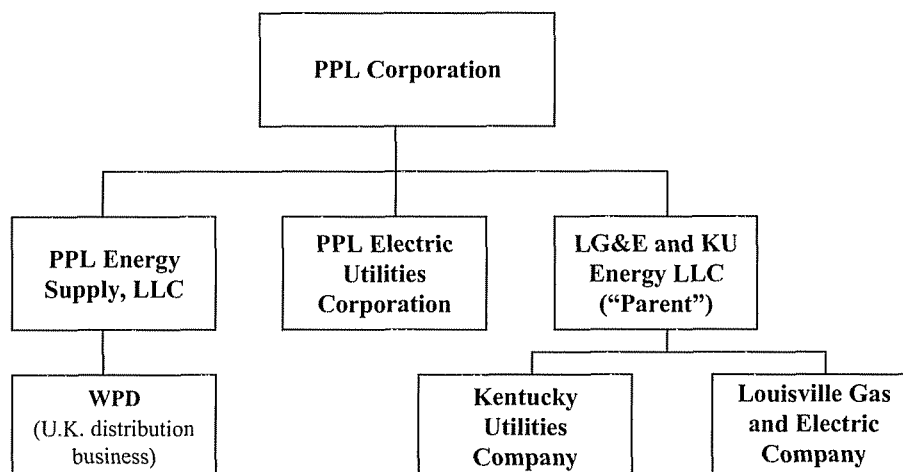 PPL Corporation
PPL Energy
Supply, LLC
PPL Electric
Utilities
Corporation
LG&E and KU
Energy LLC
(“Parent”)
WPD
(U.K. distribution
business)
Kentucky
Utilities
Company
Louisville Gas
and Electric
Company